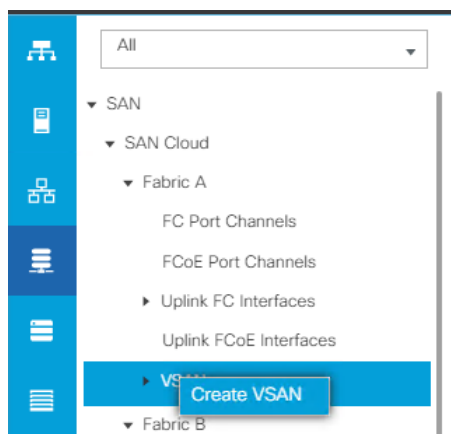 All
SAN
SAN Cloud
Fabric A
FC Port Channels
FCoE Port Channels
Uplink FC Interfaces
Uplink FCoE Interfaces
Create VSAN
Fabric B